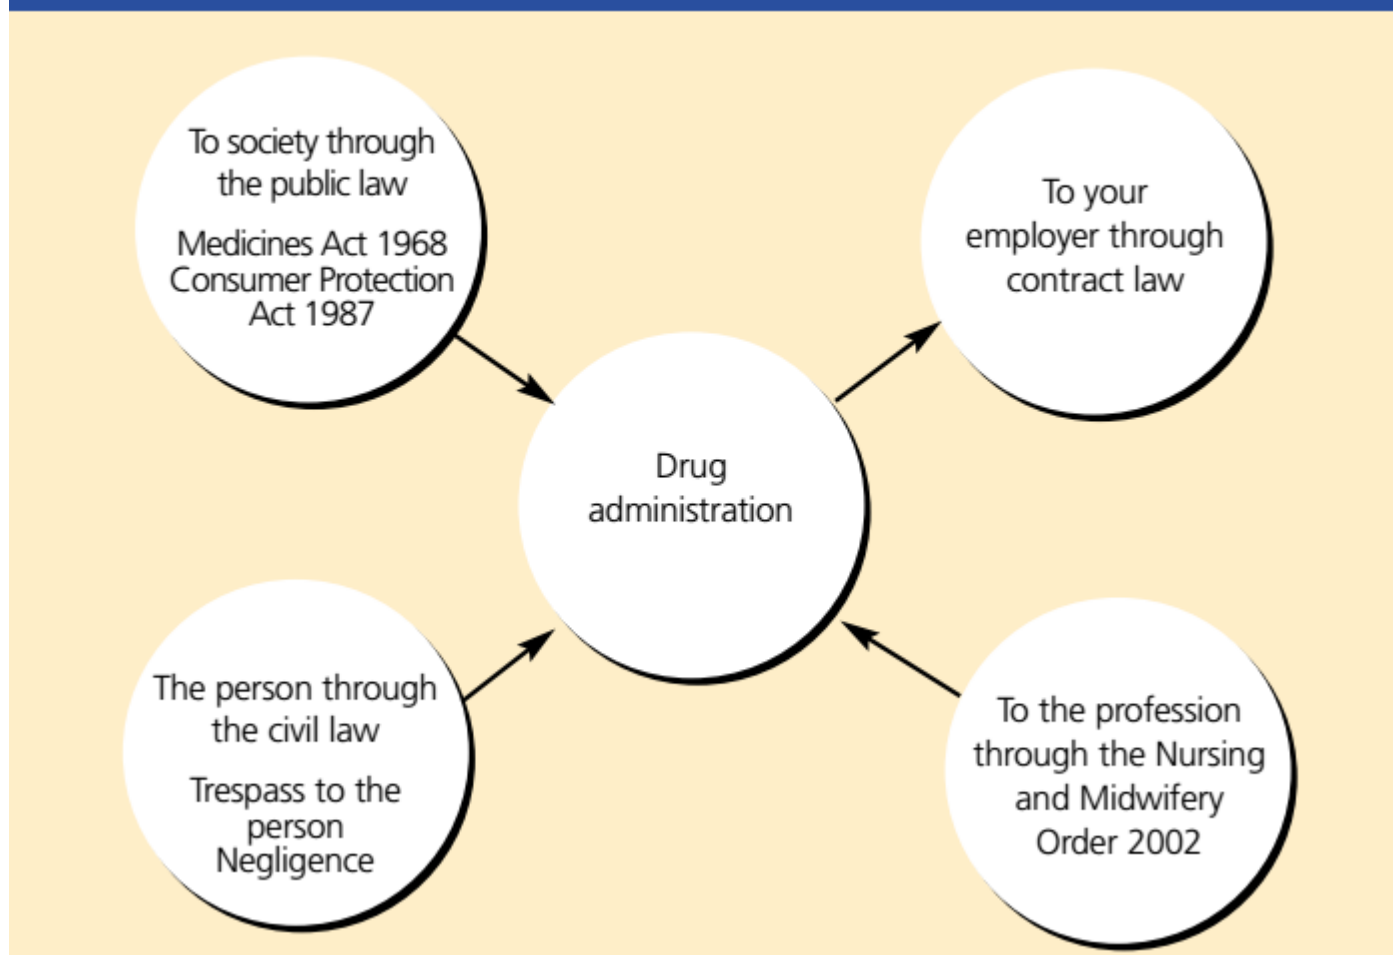 To society through
the public law
Medicines Act 1968
Consumer Protection
Act 1987
To your
employer through
contract law
Drug
administration
The person through
the civil law
Trespass to the
person
Negligence
To the profession
through the Nursing
and Midwifery
Order 2002